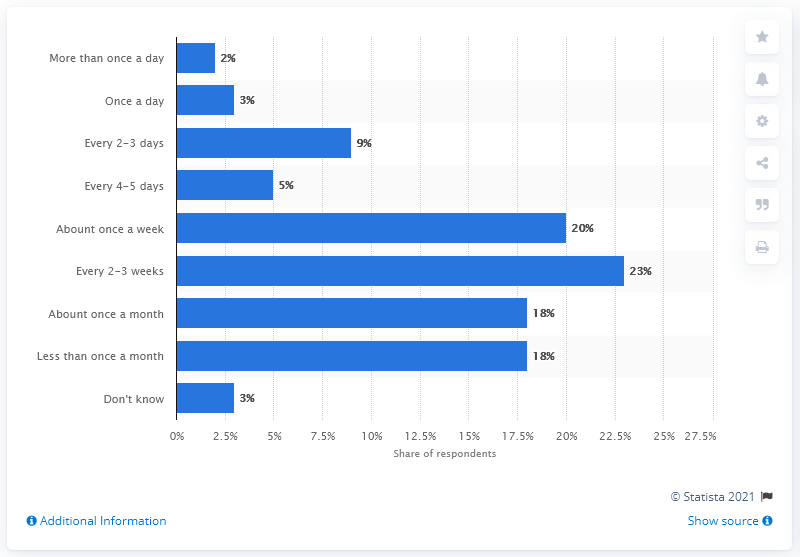 More than once a day 2%
Once a day 3%
Every 2-3 days 9%
Every 4-5 days 5%
Abount once a week 20%
Every 2-3 weeks 23%
Abount once a month 18%
Less than once a month 18%
Don't know 3%
0% 2.5% 5% 7.5% 10% 12.5% 15% 17.5% 20% 22.5% 25% 27.5%
Share of respondents
© Statista 2021
Additional Information Show source